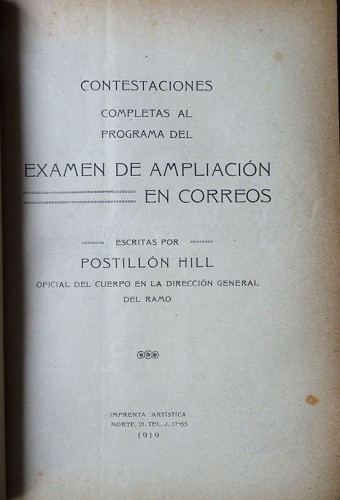 CONTESTACIONES
COMPLETAS AL
PROGRAMA DEL
EXAMEN DE AMPLIACIÓN
EN CORREOS
ESCRITAS POR
POSTILLÓN HILL
OFICIAL DEL CUERPO EN LA DIRECCIÓN GENERAL
DEL RAMO
IMPRENTA ARTÍSTICA
NORTE, 21. TEL. J. 17-65
1919